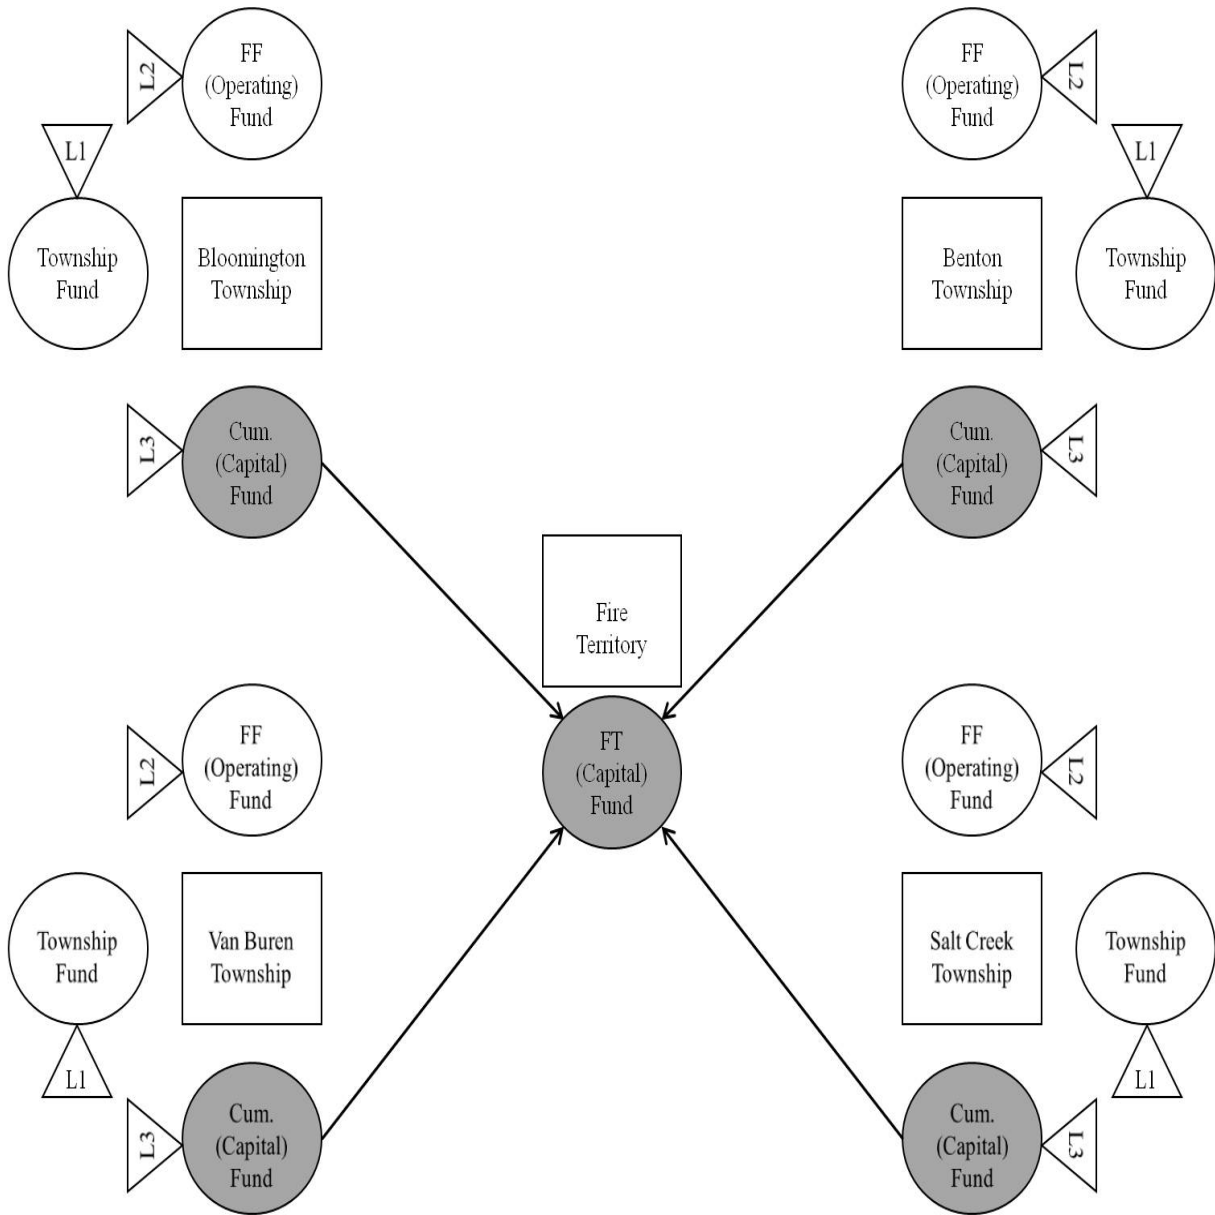 FF
(Operating)
Fund
L2
L1
Township
Fund
Bloomington
Township
L3
Cum.
(Capital)
Fund
FF
(Operating)
Fund
L2
L1
Benton
Township
Township
Fund
Cum.
(Capital)
Fund
L3
Fire
Territory
FT
(Capital)
Fund
L2
FF
(Operating)
Fund
Township
Fund
Van Buren
Township
L1
L3
Cum.
(Capital)
Fund
FF
(Operating)
Fund
L2
Salt Creek
Township
Township
Fund
L1
Cum.
(Capital)
Fund
L3